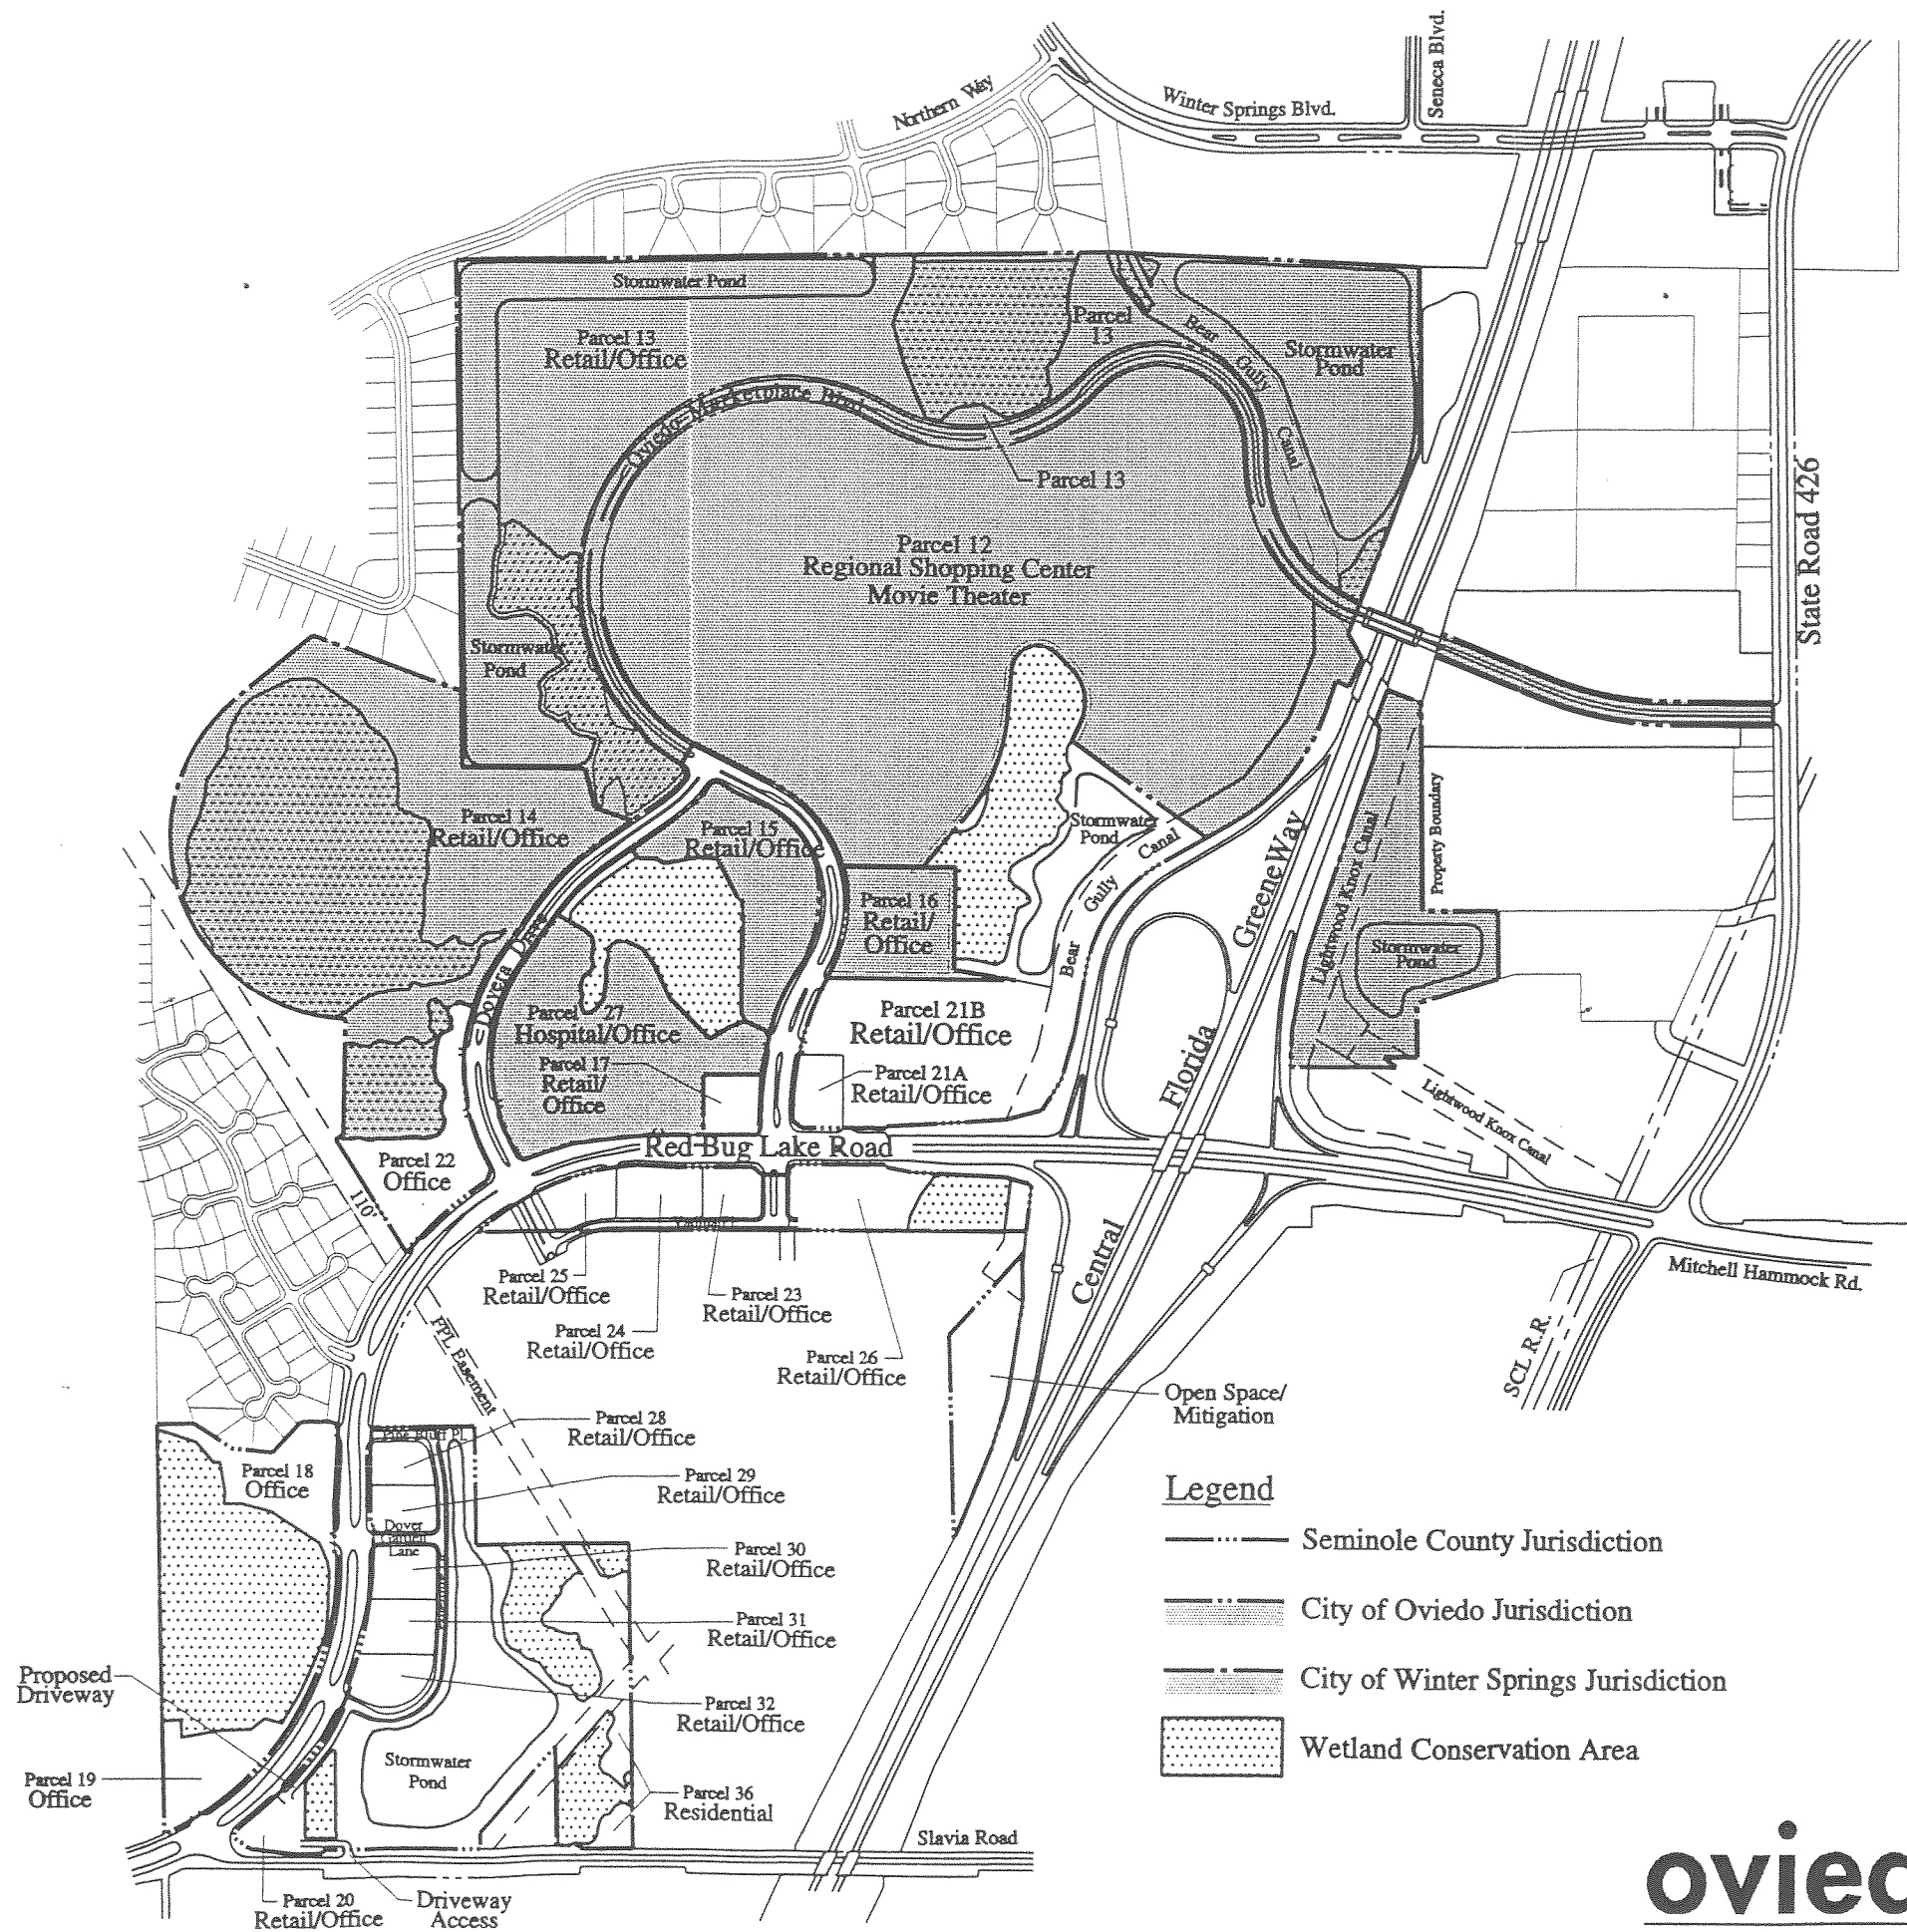 Seneca Blvd.
Winter Springs Blvd.
Northern Way
Stormwater Pond
Parcel 13
Retail/Office
Parcel
13
Bear
Gully
Canal
Stormwater
Pond
Oviedo Marketplace Blvd
Parcel 13
State Road 426
Parcel 12
Regional Shopping Center
Movie Theater
Stormwater
Pond
Parcel 14
Retail/Office
Parcel 15
Retail/Office
Stormwater
Pond
Bear
Gully
Canal
Property Boundary
Lightwood Knox Canal
Parcel 16
Retail/
Office
Stormwater
Pond
Dovera Drive
Central
Florida
GreeneWay
Parcel 27
Hospital/Office
Parcel 21B
Retail/Office
Parcel 17
Retail/
Office
Parcel 21A
Retail/Office
Lightwood Knox Canal
Red Bug Lake Road
Parcel 22
Office
110'
Mitchell Hammock Rd.
Parcel 25
Retail/Office
Parcel 23
Retail/Office
Parcel 24
Retail/Office
Parcel 26
Retail/Office
SCL R.R.
FPL Easement
Open Space/
Mitigation
Parcel 28
Retail/Office
Pine Bluff Pl.
Parcel 18
Office
Parcel 29
Retail/Office
Dover
Garden
Lane
Parcel 30
Retail/Office
Parcel 31
Retail/Office
Proposed
Driveway
Parcel 32
Retail/Office
Stormwater
Pond
Parcel 19
Office
Parcel 36
Residential
Slavia Road
Parcel 20
Retail/Office
Driveway
Access
Legend
Seminole County Jurisdiction
City of Oviedo Jurisdiction
City of Winter Springs Jurisdiction
Wetland Conservation Area